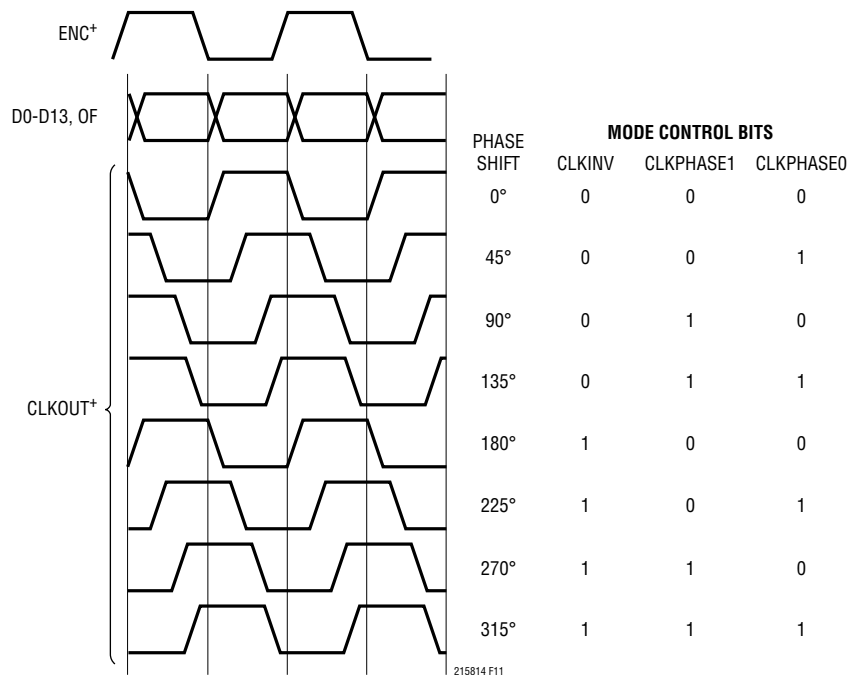 ENC+
D0-D13, OF
CLKOUT+
MODE CONTROL BITS
PHASE
SHIFT CLKINV CLKPHASE1 CLKPHASE0
0° 0 0 0
45° 0 0 1
90° 0 1 0
135° 0 1 1
180° 1 0 0
225° 1 0 1
270° 1 1 0
315° 1 1 1
215814 F11